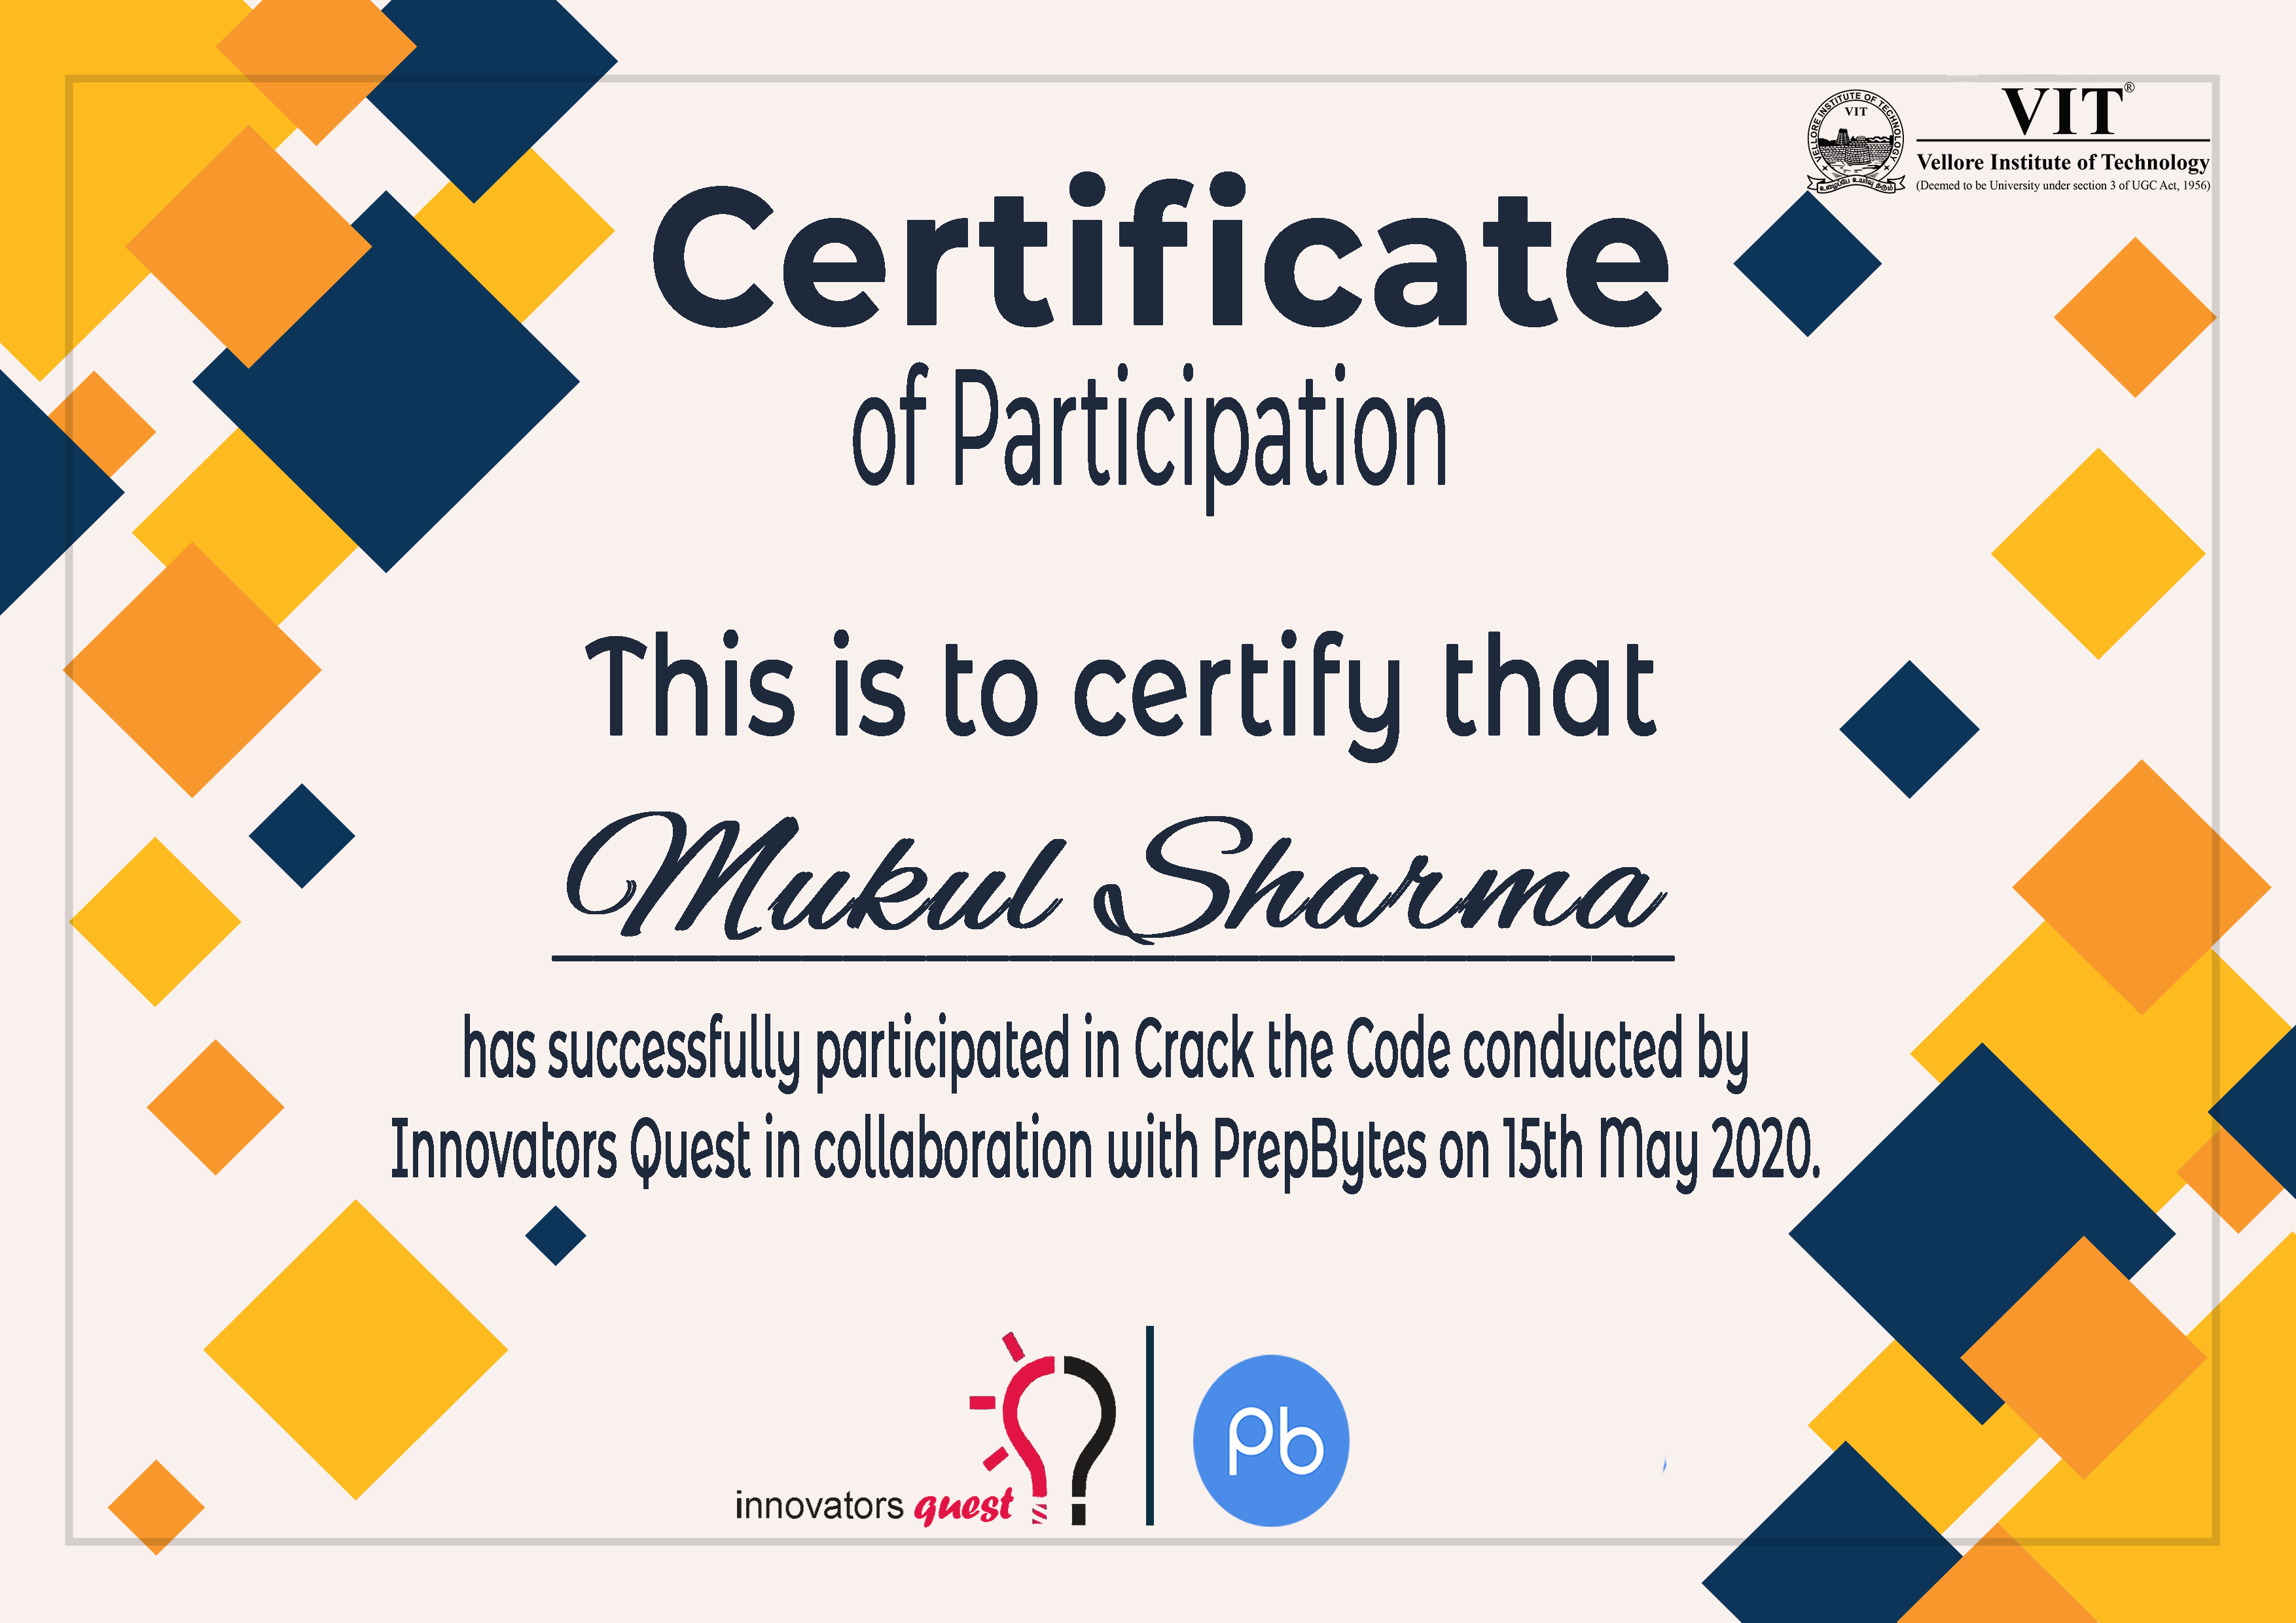 VELLORE INSTITUTE OF TECHNOLOGY
VIT
VIT®
Vellore Institute of Technology
(Deemed to be University under section 3 of UGC Act, 1956)
Certificate
of Participation
This is to certify that
Mukul Sharma
has successfully participated in Crack the Code conducted by
Innovators Quest in collaboration with PrepBytes on 15th May 2020.
innovators quest
pb